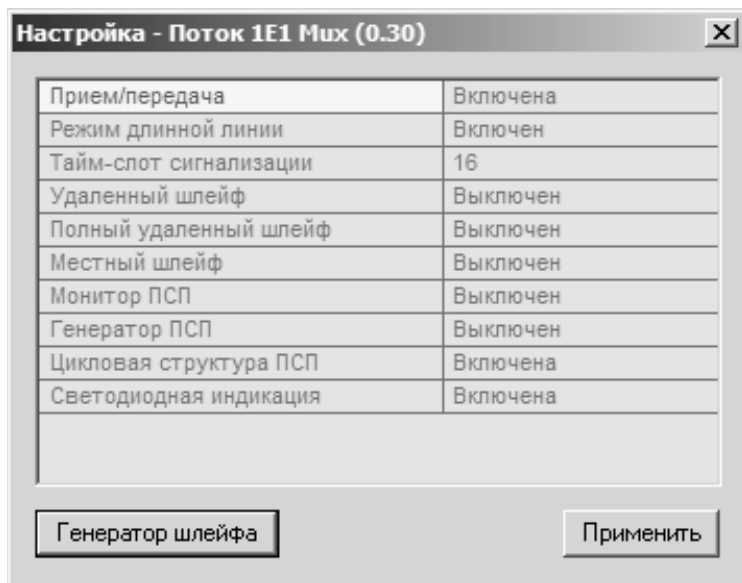 Настройка - Поток 1E1 Mux (0.30)
Прием/передача Включена
Режим длинной линии Включен
Тайм-слот сигнализации 16
Удаленный шлейф Выключен
Полный удаленный шлейф Выключен
Местный шлейф Выключен
Монитор ПСП Выключен
Генератор ПСП Выключен
Цикловая структура ПСП Включена
Светодиодная индикация Включена
Генератор шлейфа Применить